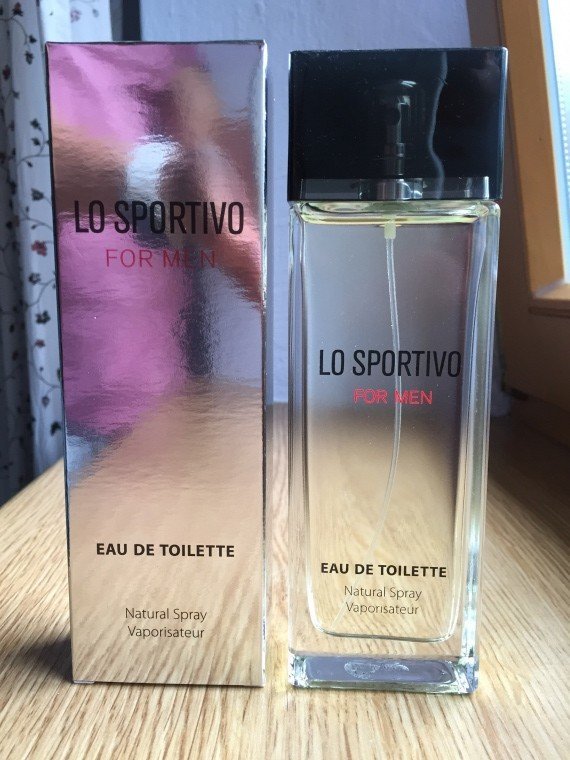 LO SPORTIVO
FOR MEN
EAU DE TOILETTE
Natural Spray
Vaporisateur
LO SPORTIVO
FOR MEN
EAU DE TOILETTE
Natural Spray
Vaporisateur